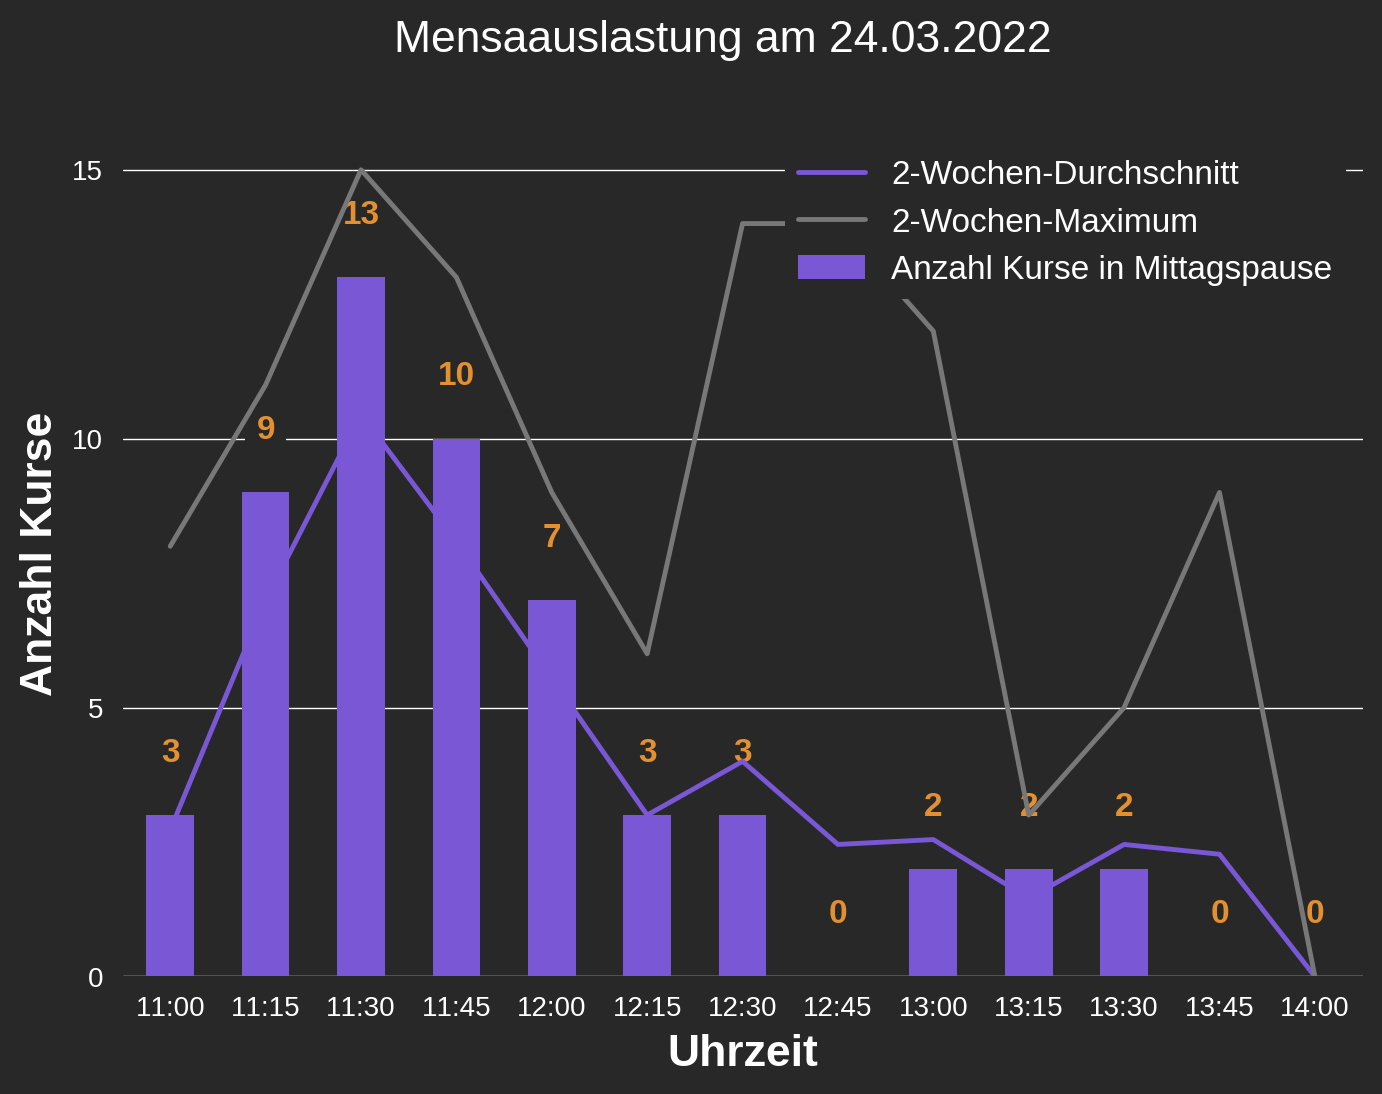 Mensaauslastung am 24.03.2022
2-Wochen-Durchschnitt
2-Wochen-Maximum
Anzahl Kurse in Mittagspause
Anzahl Kurse
15
10
5
0
3
9
13
10
7
3
3
0
2
2
2
0
0
11:00 11:15 11:30 11:45 12:00 12:15 12:30 12:45 13:00 13:15 13:30 13:45 14:00
Uhrzeit